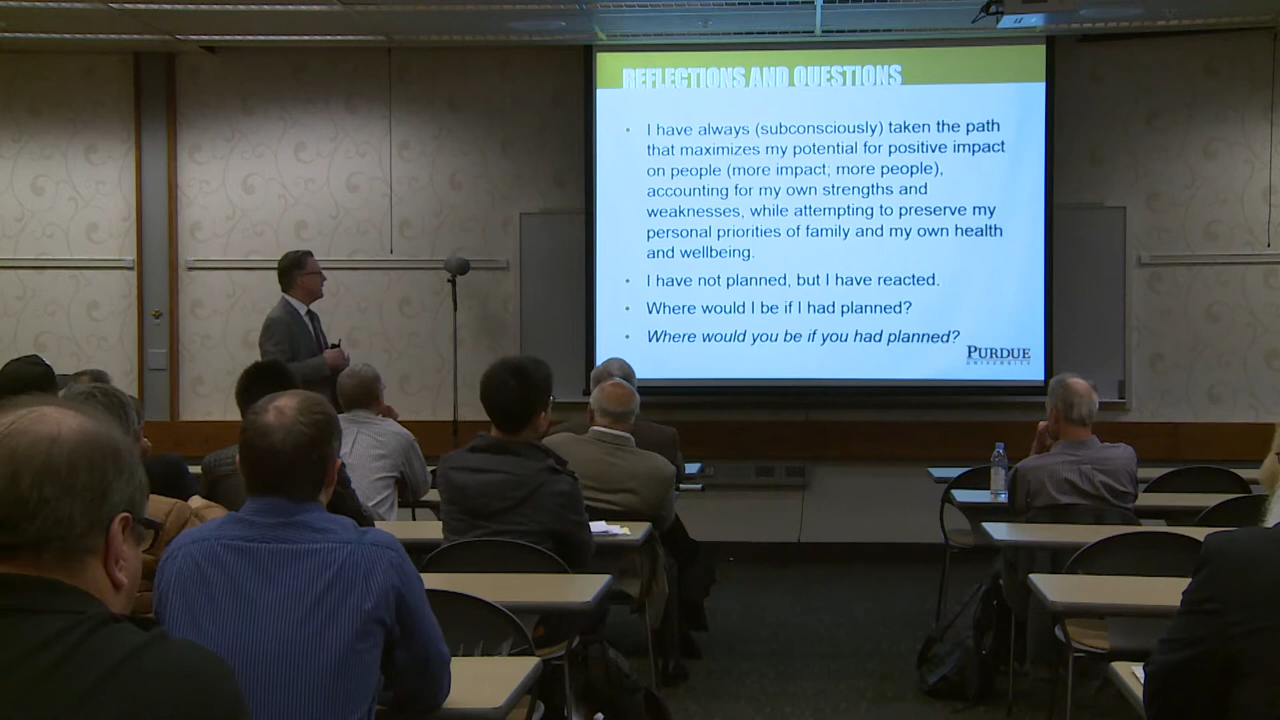 REFLECTIONS AND QUESTIONS
• I have always (subconsciously) taken the path
that maximizes my potential for positive impact
on people (more impact; more people),
accounting for my own strengths and
weaknesses, while attempting to preserve my
personal priorities of family and my own health
and wellbeing.
• I have not planned, but I have reacted.
• Where would I be if I had planned?
• Where would you be if you had planned?
PURDUE
UNIVERSITY